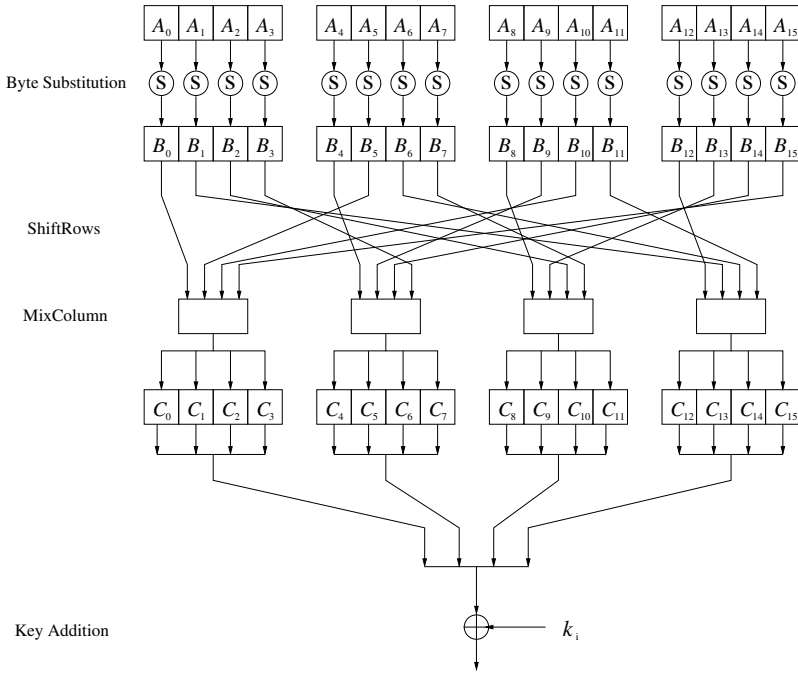 A₀ A₁ A₂ A₃ A₄ A₅ A₆ A₇ A₈ A₉ A₁₀ A₁₁ A₁₂ A₁₃ A₁₄ A₁₅
Byte Substitution S S S S S S S S S S S S S S S S
B₀ B₁ B₂ B₃ B₄ B₅ B₆ B₇ B₈ B₉ B₁₀ B₁₁ B₁₂ B₁₃ B₁₄ B₁₅
ShiftRows
MixColumn
C₀ C₁ C₂ C₃ C₄ C₅ C₆ C₇ C₈ C₉ C₁₀ C₁₁ C₁₂ C₁₃ C₁₄ C₁₅
Key Addition kᵢ